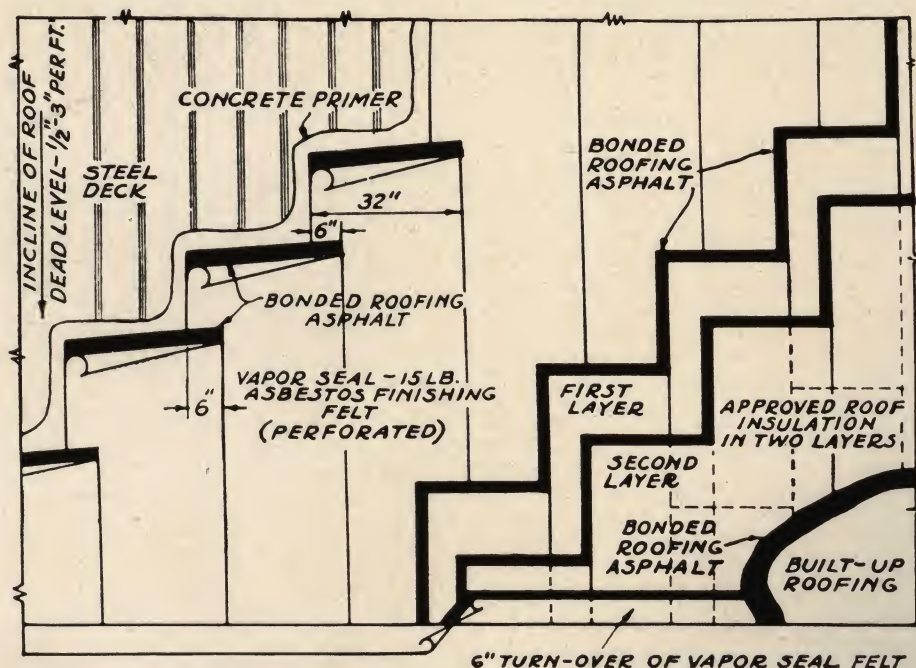 INCLINE OF ROOF
DEAD LEVEL-1/2"-3" PER FT.
STEEL
DECK
CONCRETE PRIMER
32"
6"
BONDED ROOFING
ASPHALT
VAPOR SEAL-15 LB.
ASBESTOS FINISHING
FELT
(PERFORATED)
6"
BONDED
ROOFING
ASPHALT
FIRST
LAYER
SECOND
LAYER
APPROVED ROOF
INSULATION
IN TWO LAYERS
BONDED
ROOFING
ASPHALT
BUILT-UP
ROOFING
6" TURN-OVER OF VAPOR SEAL FELT